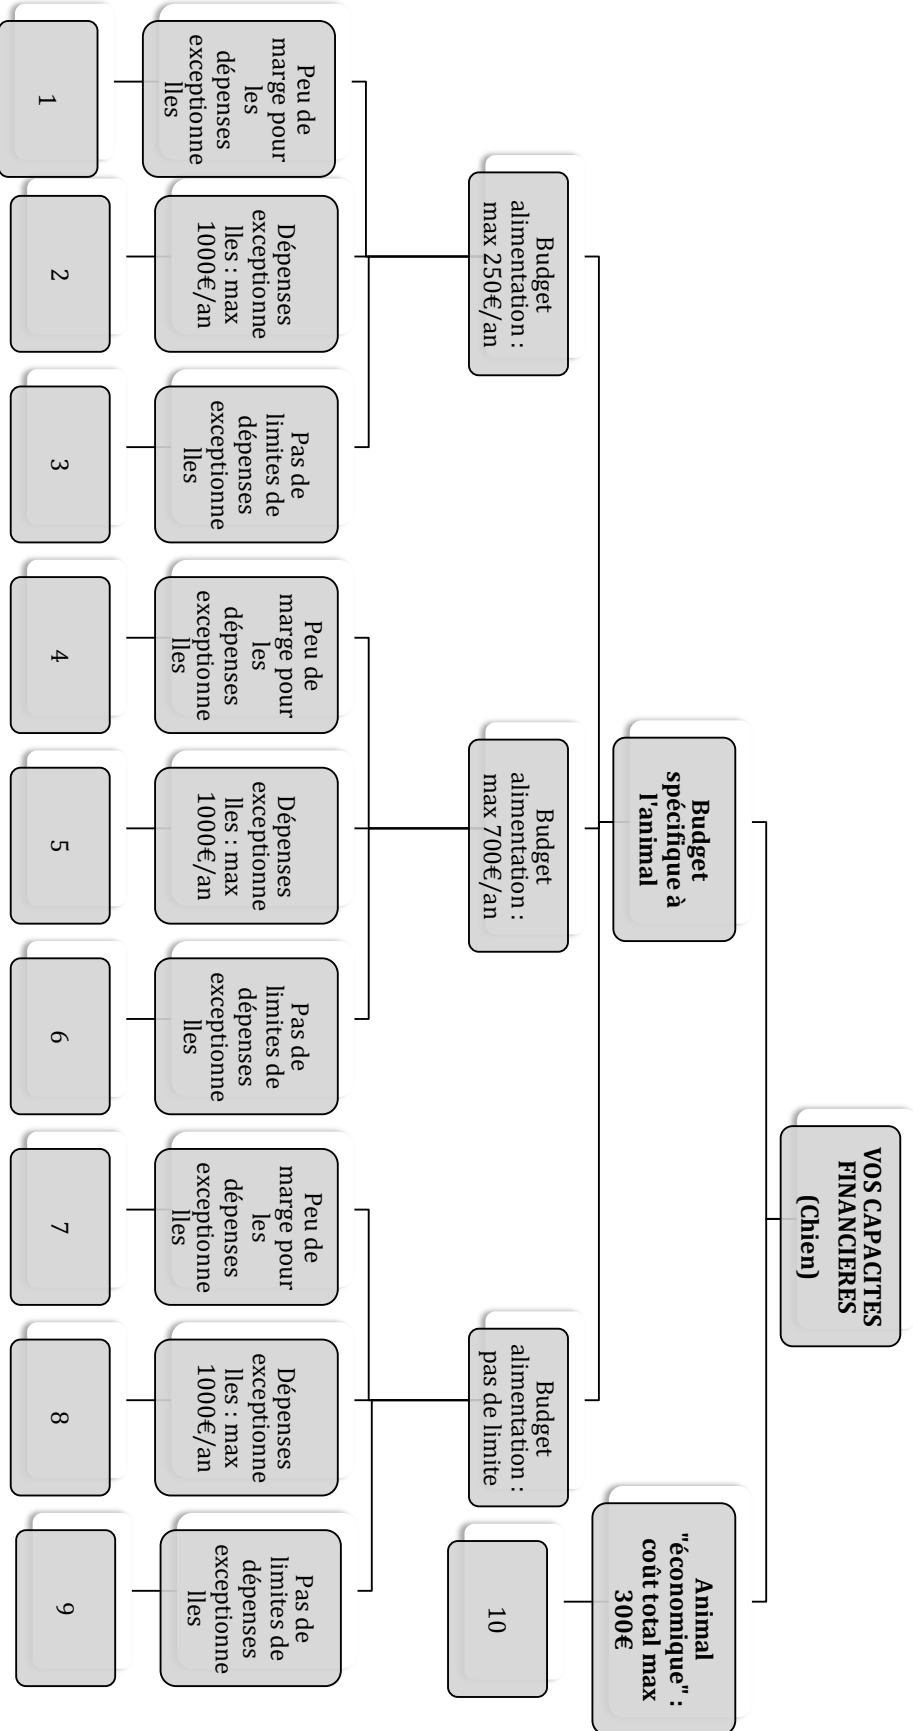 VOS CAPACITES
FINANCIERES
(Chien)
Budget
spécifique à
l'animal
Animal
"économique" :
coût total max
300€
Budget
alimentation :
max 250€/an
Budget
alimentation :
max 700€/an
Budget
alimentation :
pas de limite
10
Peu de
marge pour
les
dépenses
exceptionne
lles
Dépenses
exceptionne
lles : max
1000€/an
Pas de
limites de
dépenses
exceptionne
lles
Peu de
marge pour
les
dépenses
exceptionne
lles
Dépenses
exceptionne
lles : max
1000€/an
Pas de
limites de
dépenses
exceptionne
lles
Peu de
marge pour
les
dépenses
exceptionne
lles
Dépenses
exceptionne
lles : max
1000€/an
Pas de
limites de
dépenses
exceptionne
lles
1
2
3
4
5
6
7
8
9